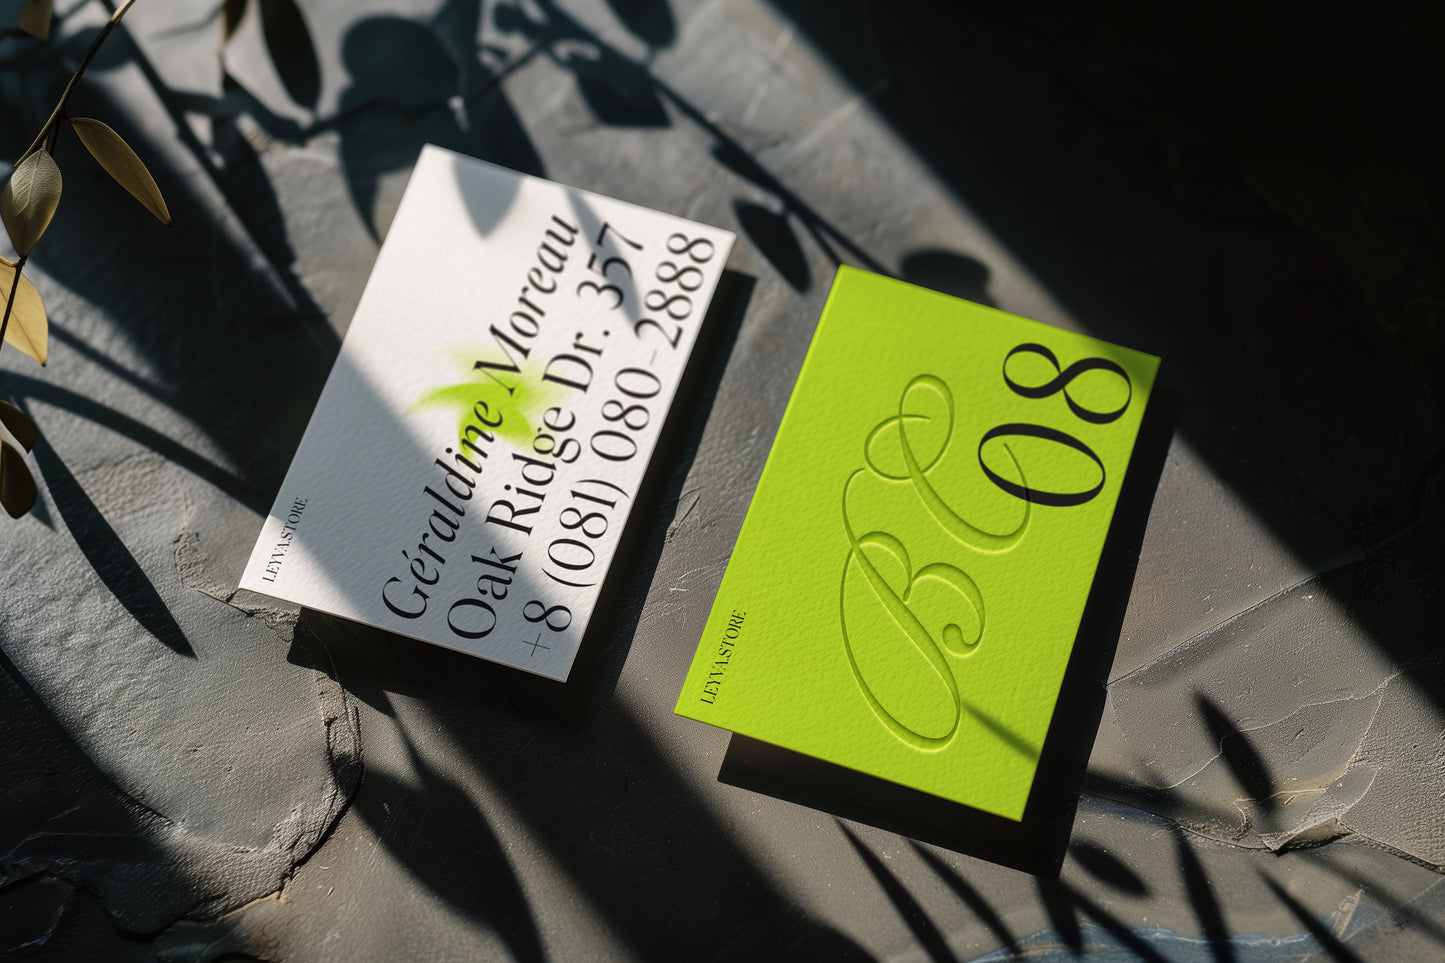 Géraldine Moreau
Oak Ridge Dr. 357
+8 (081) 080-2888
LEYVA.STORE
08
BC
LEYVA.STORE